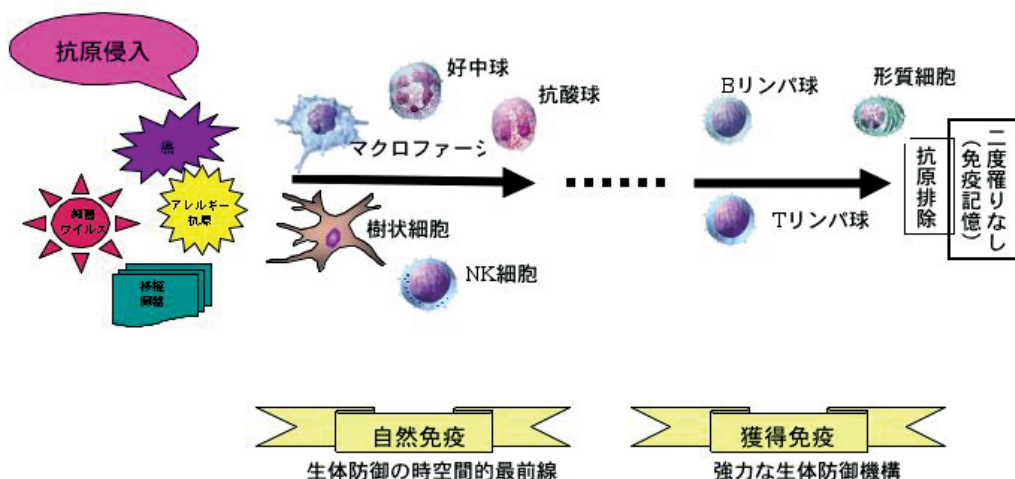 抗原侵入
癌
アレルギー
抗原
細菌
ウイルス
移植
臓器
好中球
抗酸球
マクロファージ
樹状細胞
NK細胞
Bリンパ球
形質細胞
Tリンパ球
抗原排除
二度罹りなし
(免疫記憶)
自然免疫
生体防御の時空間的最前線
獲得免疫
強力な生体防御機構